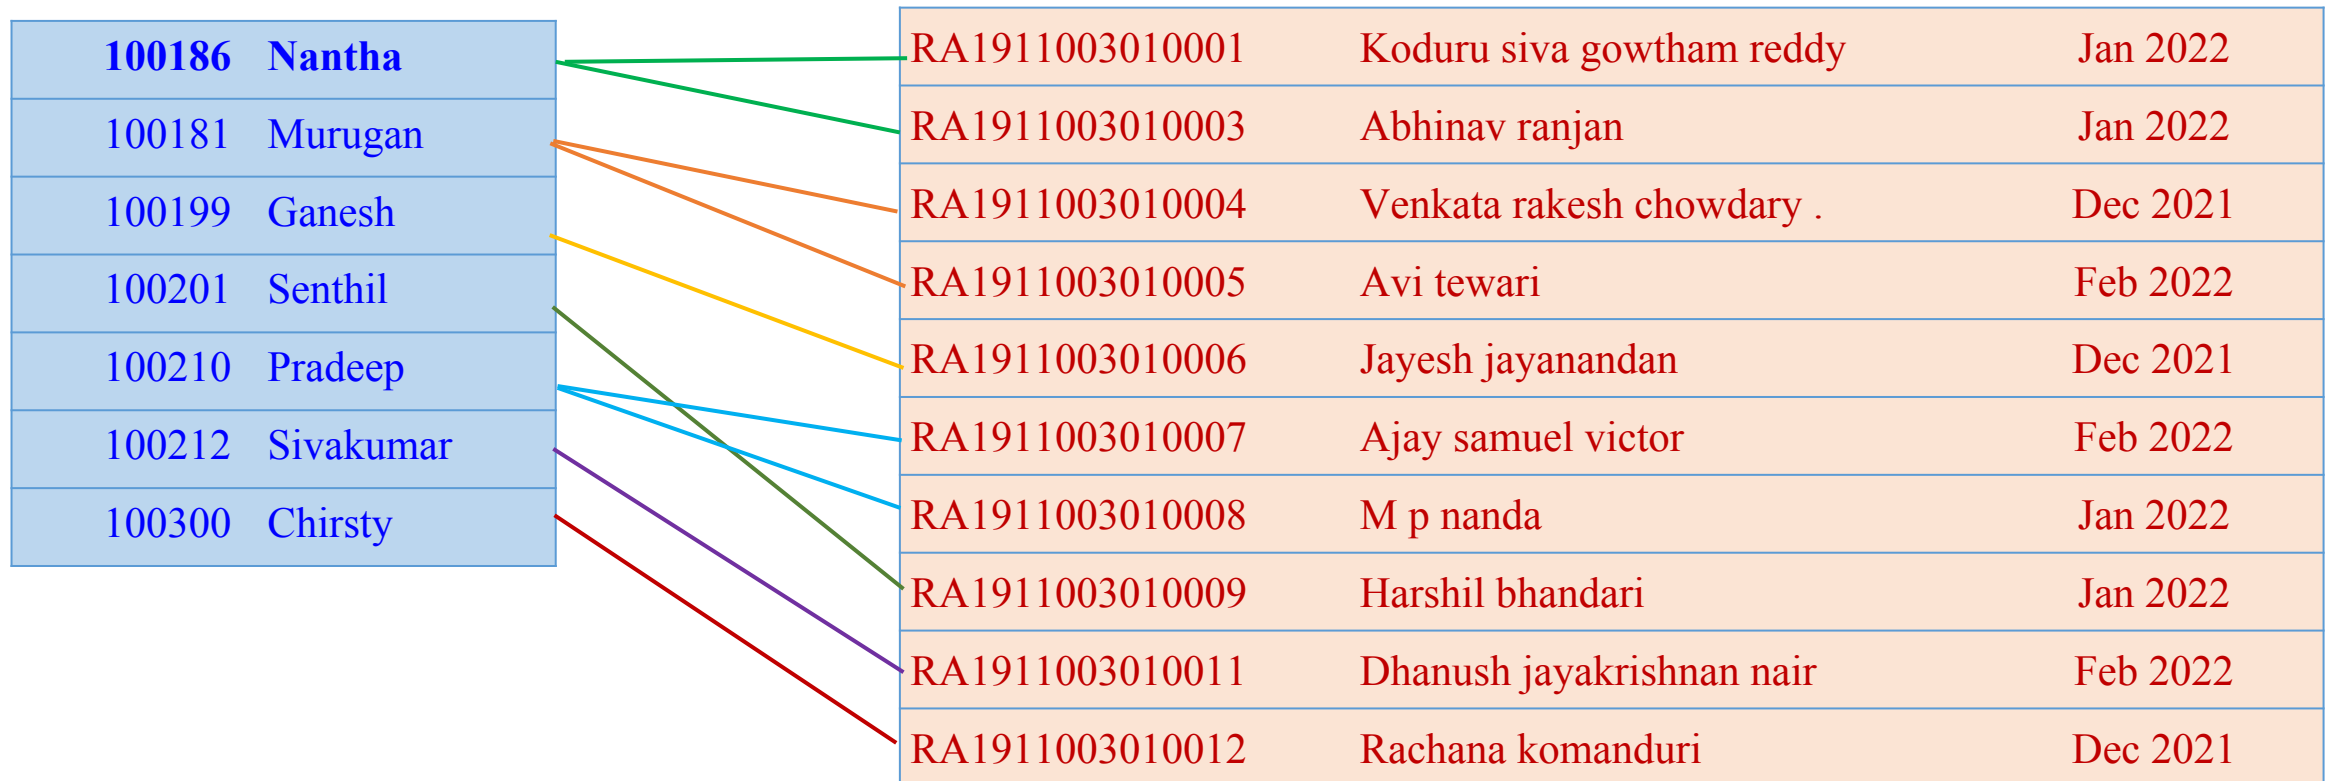 100186 Nantha
100181 Murugan
100199 Ganesh
100201 Senthil
100210 Pradeep
100212 Sivakumar
100300 Chirsty
RA1911003010001 Koduru siva gowtham reddy Jan 2022
RA1911003010003 Abhinav ranjan Jan 2022
RA1911003010004 Venkata rakesh chowdary . Dec 2021
RA1911003010005 Avi tewari Feb 2022
RA1911003010006 Jayesh jayanandan Dec 2021
RA1911003010007 Ajay samuel victor Feb 2022
RA1911003010008 M p nanda Jan 2022
RA1911003010009 Harshil bhandari Jan 2022
RA1911003010011 Dhanush jayakrishnan nair Feb 2022
RA1911003010012 Rachana komanduri Dec 2021